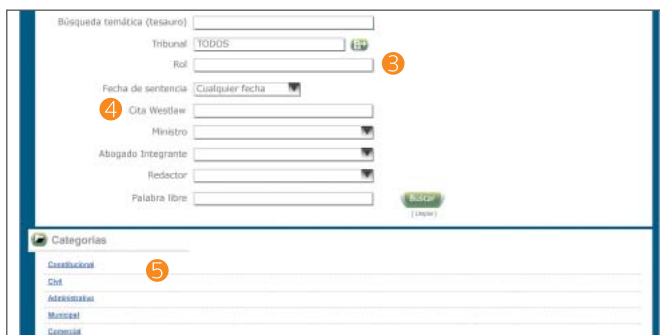 Búsqueda temática (tesauro)
Tribunal TODOS
Rol 3
Fecha de sentencia Cualquier fecha
4 Cita Westlaw
Ministro
Abogado Integrante
Redactor
Palabra libre Buscar
[Limpiar]
Categorías
Constitucional
5
Civil
Administrativo
Municipal
Comercial